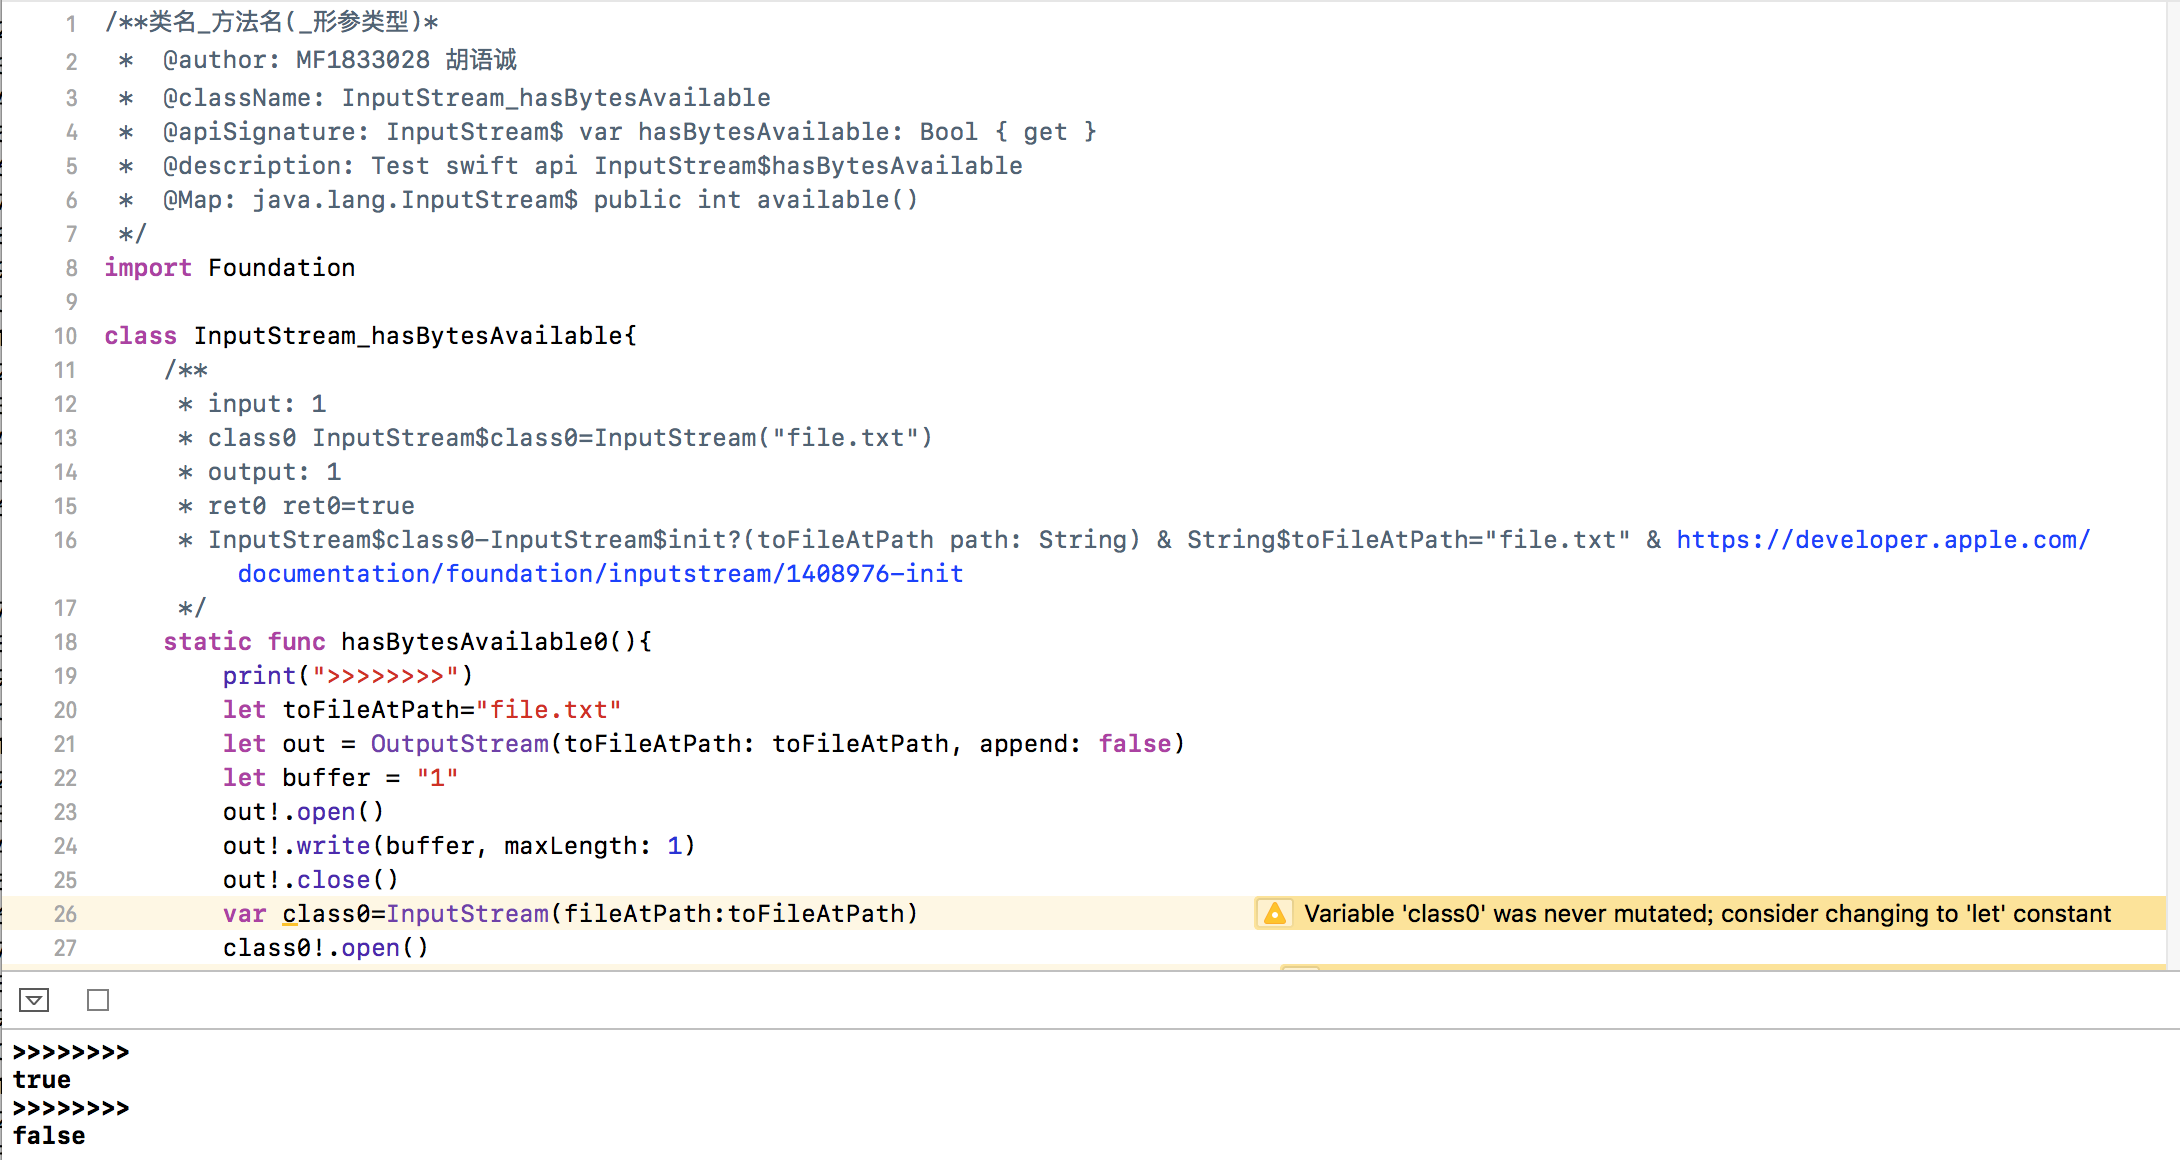 1 /**类名_方法名(_形参类型)*
2 * @author: MF1833028 胡语诚
3 * @className: InputStream_hasBytesAvailable
4 * @apiSignature: InputStream$ var hasBytesAvailable: Bool { get }
5 * @description: Test swift api InputStream$hasBytesAvailable
6 * @Map: java.lang.InputStream$ public int available()
7 */
8 import Foundation
9
10 class InputStream_hasBytesAvailable{
11 /**
12 * input: 1
13 * class0 InputStream$class0=InputStream("file.txt")
14 * output: 1
15 * ret0 ret0=true
16 * InputStream$class0-InputStream$init?(toFileAtPath path: String) & String$toFileAtPath="file.txt" & https://developer.apple.com/
documentation/foundation/inputstream/1408976-init
17 */
18 static func hasBytesAvailable0(){
19 print(">>>>>>>>")
20 let toFileAtPath="file.txt"
21 let out = OutputStream(toFileAtPath: toFileAtPath, append: false)
22 let buffer = "1"
23 out!.open()
24 out!.write(buffer, maxLength: 1)
25 out!.close()
26 var class0=InputStream(fileAtPath:toFileAtPath) Variable 'class0' was never mutated; consider changing to 'let' constant
27 class0!.open()
>>>>>>>>
true
>>>>>>>>
false